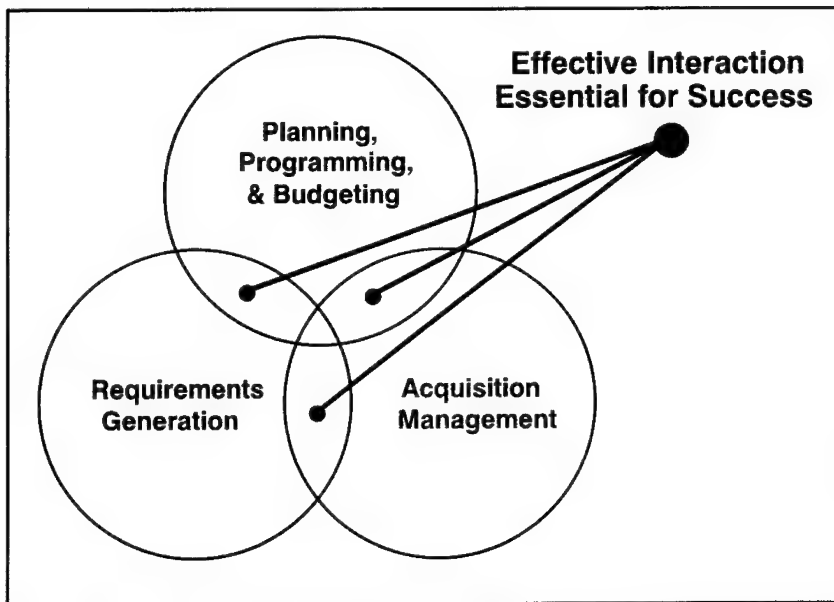 Effective Interaction
Essential for Success
Planning,
Programming,
& Budgeting
Requirements
Generation
Acquisition
Management